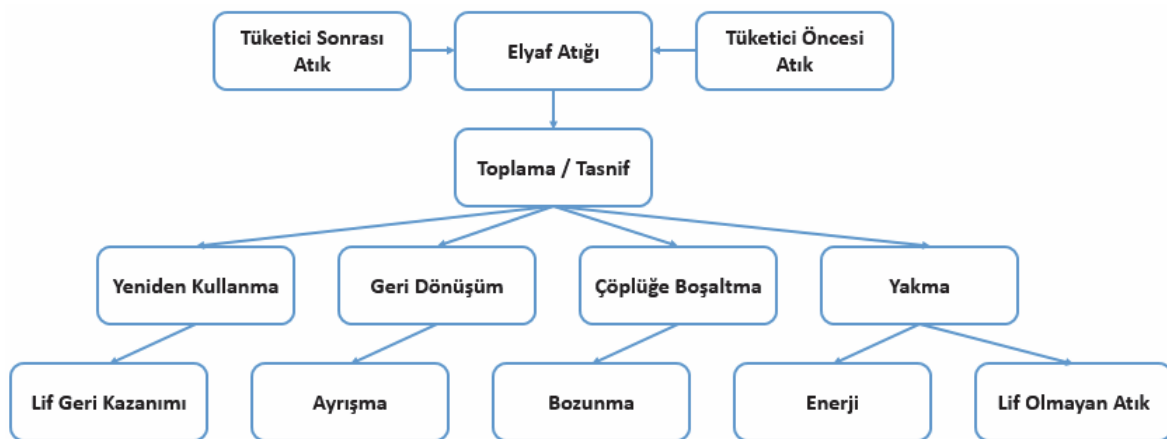 Tüketici Sonrası
Atık
Elyaf Atığı
Tüketici Öncesi
Atık
Toplama / Tasnif
Yeniden Kullanma
Geri Dönüşüm
Çöplüğe Boşaltma
Yakma
Lif Geri Kazanımı
Ayrışma
Bozunma
Enerji
Lif Olmayan Atık